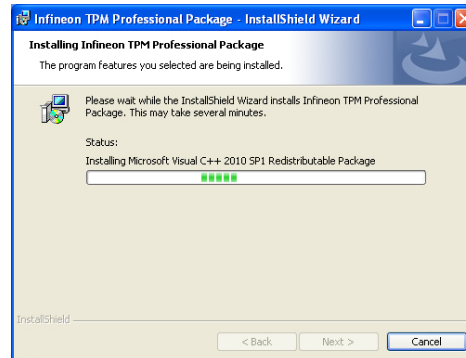 Infineon TPM Professional Package - InstallShield Wizard
Installing Infineon TPM Professional Package
The program features you selected are being installed.
Please wait while the InstallShield Wizard installs Infineon TPM Professional
Package. This may take several minutes.
Status:
Installing Microsoft Visual C++ 2010 SP1 Redistributable Package
InstallShield
< Back
Next >
Cancel